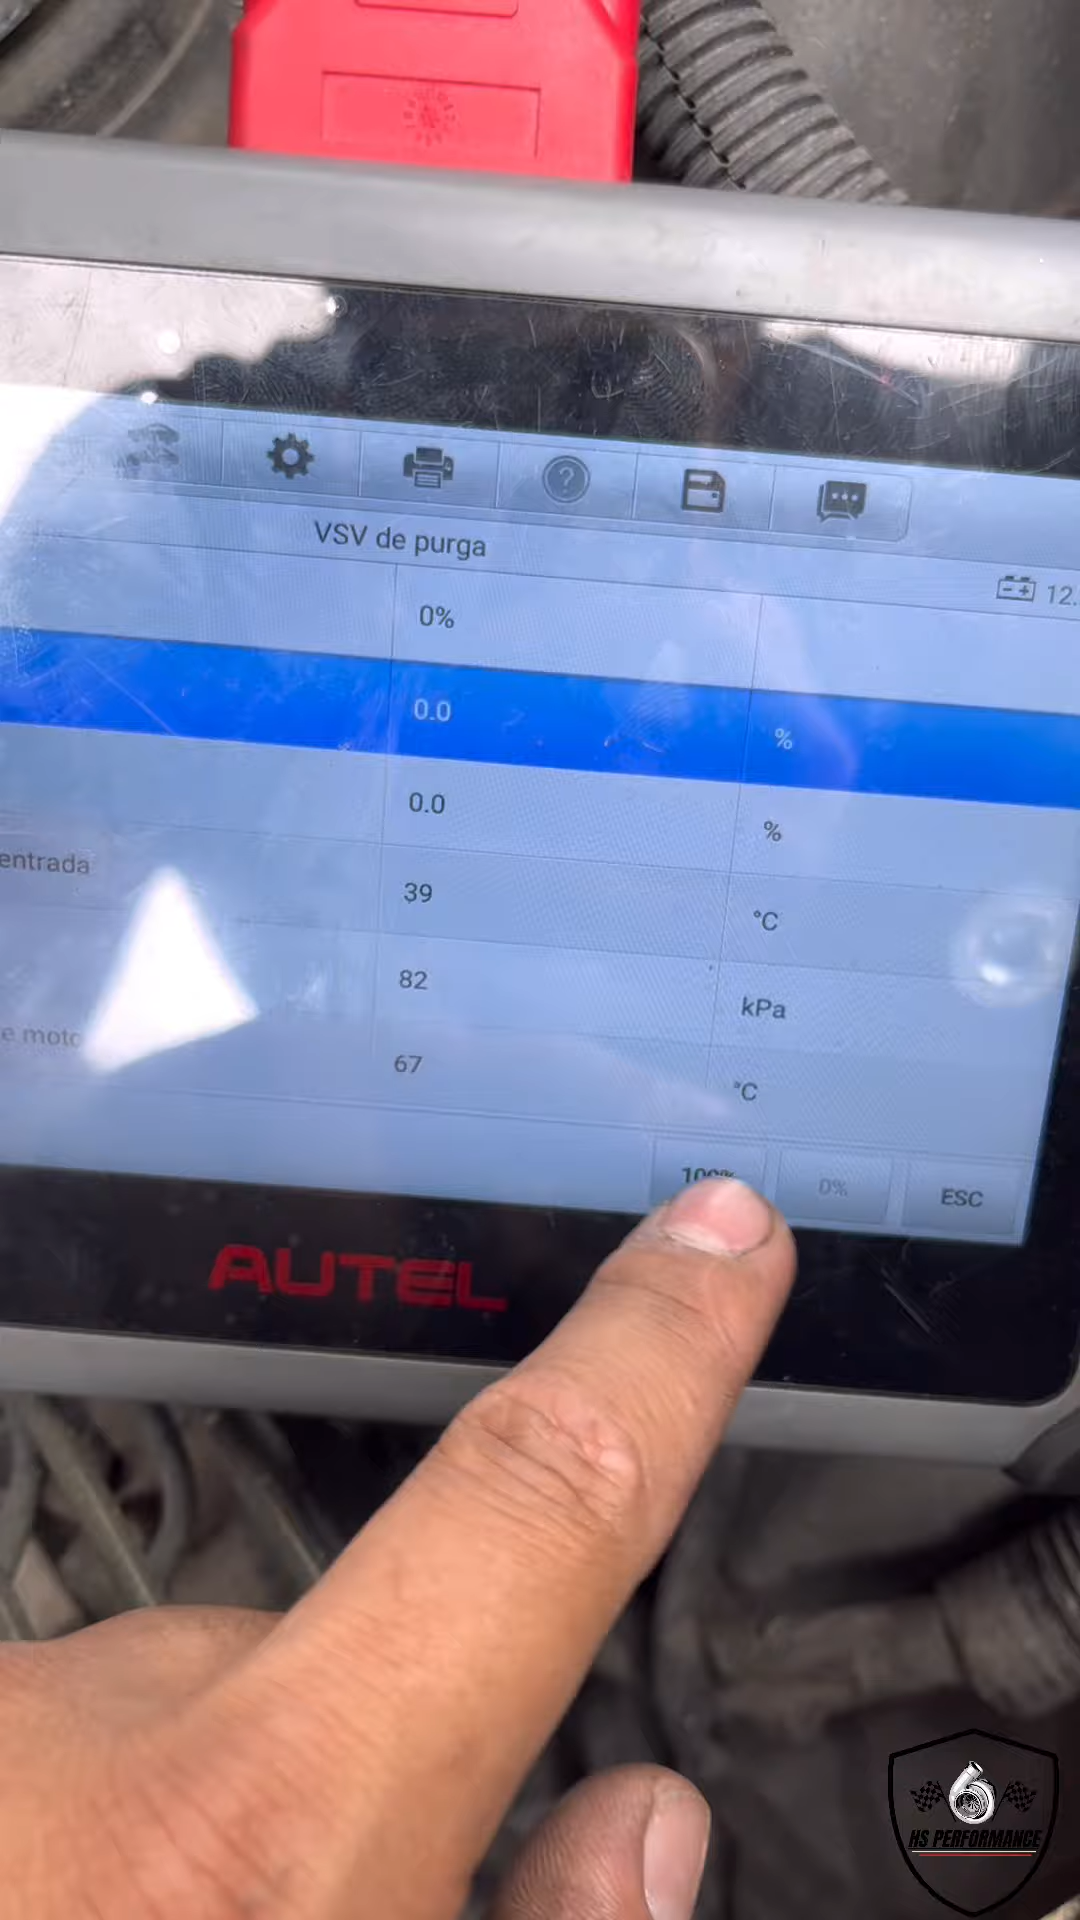 VSV de purga
12.
0%
0.0 %
0.0 %
entrada 39 °C
82 kPa
e moto 67 °C
100% 0% ESC
AUTEL
HS PERFORMANCE